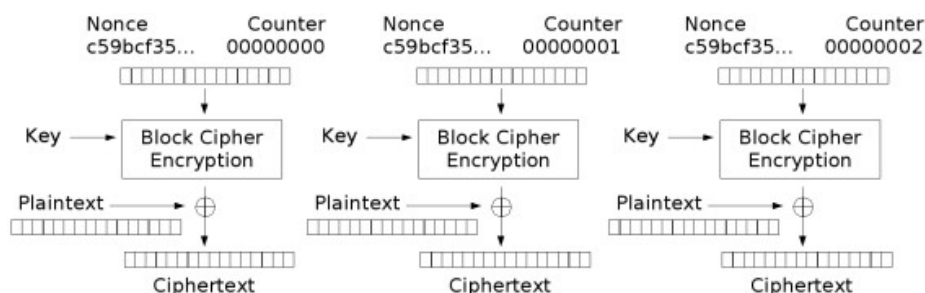 Nonce Counter Nonce Counter Nonce Counter
c59bcf35... 00000000 c59bcf35... 00000001 c59bcf35... 00000002
Key Block Cipher Key Block Cipher Key Block Cipher
Encryption Encryption Encryption
Plaintext Plaintext Plaintext
Ciphertext Ciphertext Ciphertext